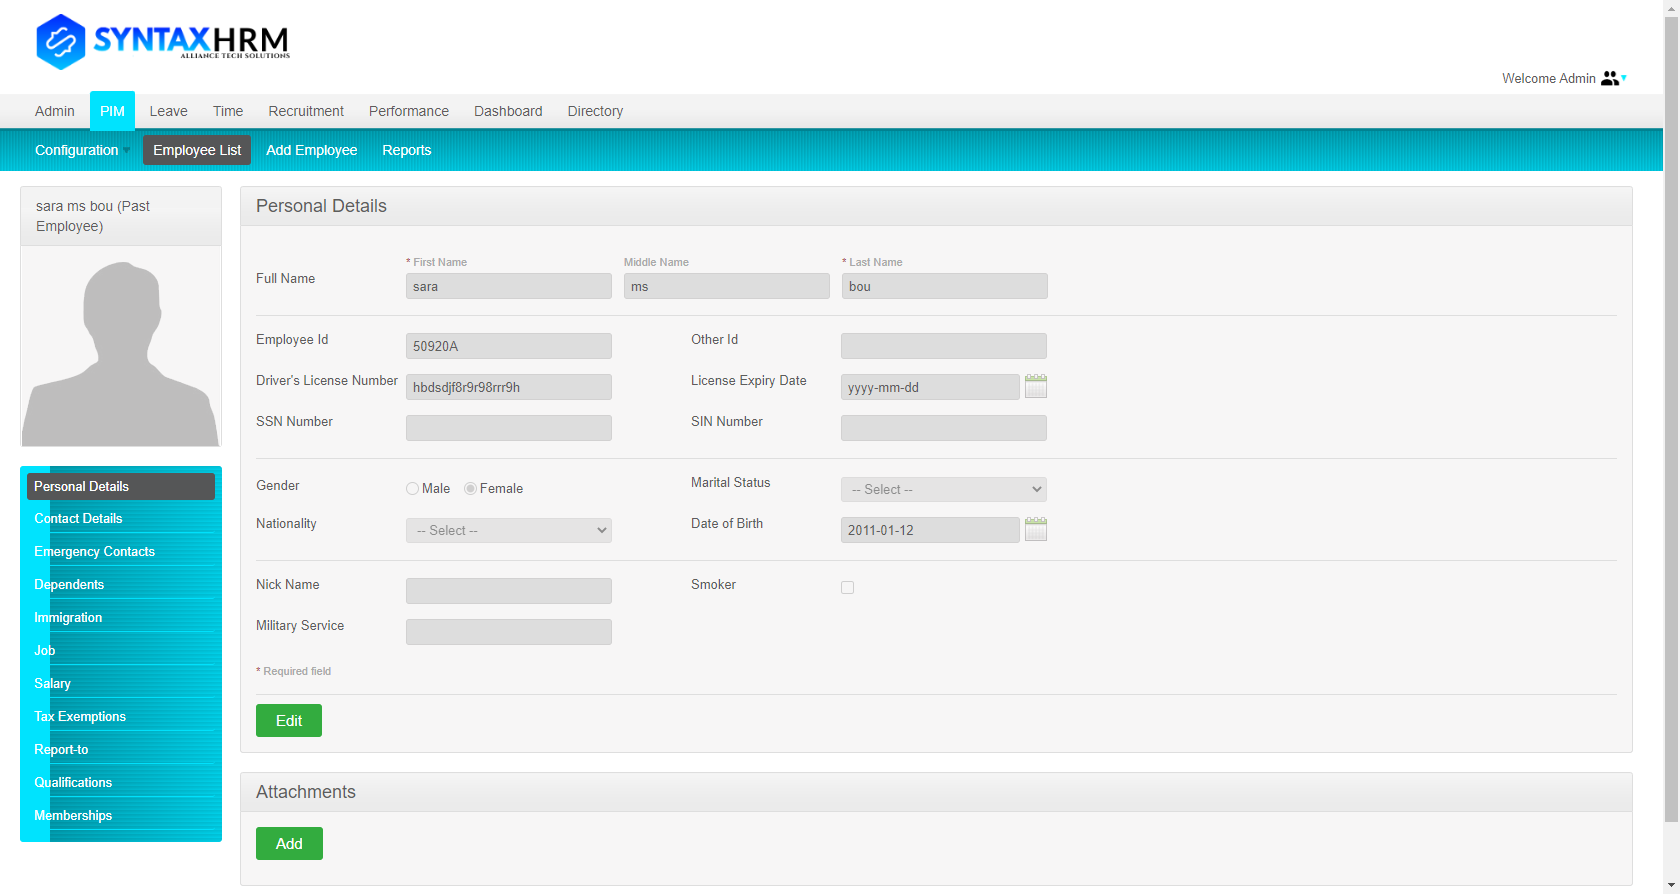 SYNTAXHRM
ALLIANCE TECH SOLUTIONS
Welcome Admin
Admin PIM Leave Time Recruitment Performance Dashboard Directory
Configuration Employee List Add Employee Reports
sara ms bou (Past
Employee)
Personal Details
Contact Details
Emergency Contacts
Dependents
Immigration
Job
Salary
Tax Exemptions
Report-to
Qualifications
Memberships
Personal Details
* First Name Middle Name * Last Name
Full Name sara ms bou
Employee Id 50920A Other Id
Driver's License Number hbdsdjf8r9r98rrr9h License Expiry Date yyyy-mm-dd
SSN Number SIN Number
Gender Male Female Marital Status -- Select --
Nationality -- Select -- Date of Birth 2011-01-12
Nick Name Smoker
Military Service
* Required field
Edit
Attachments
Add